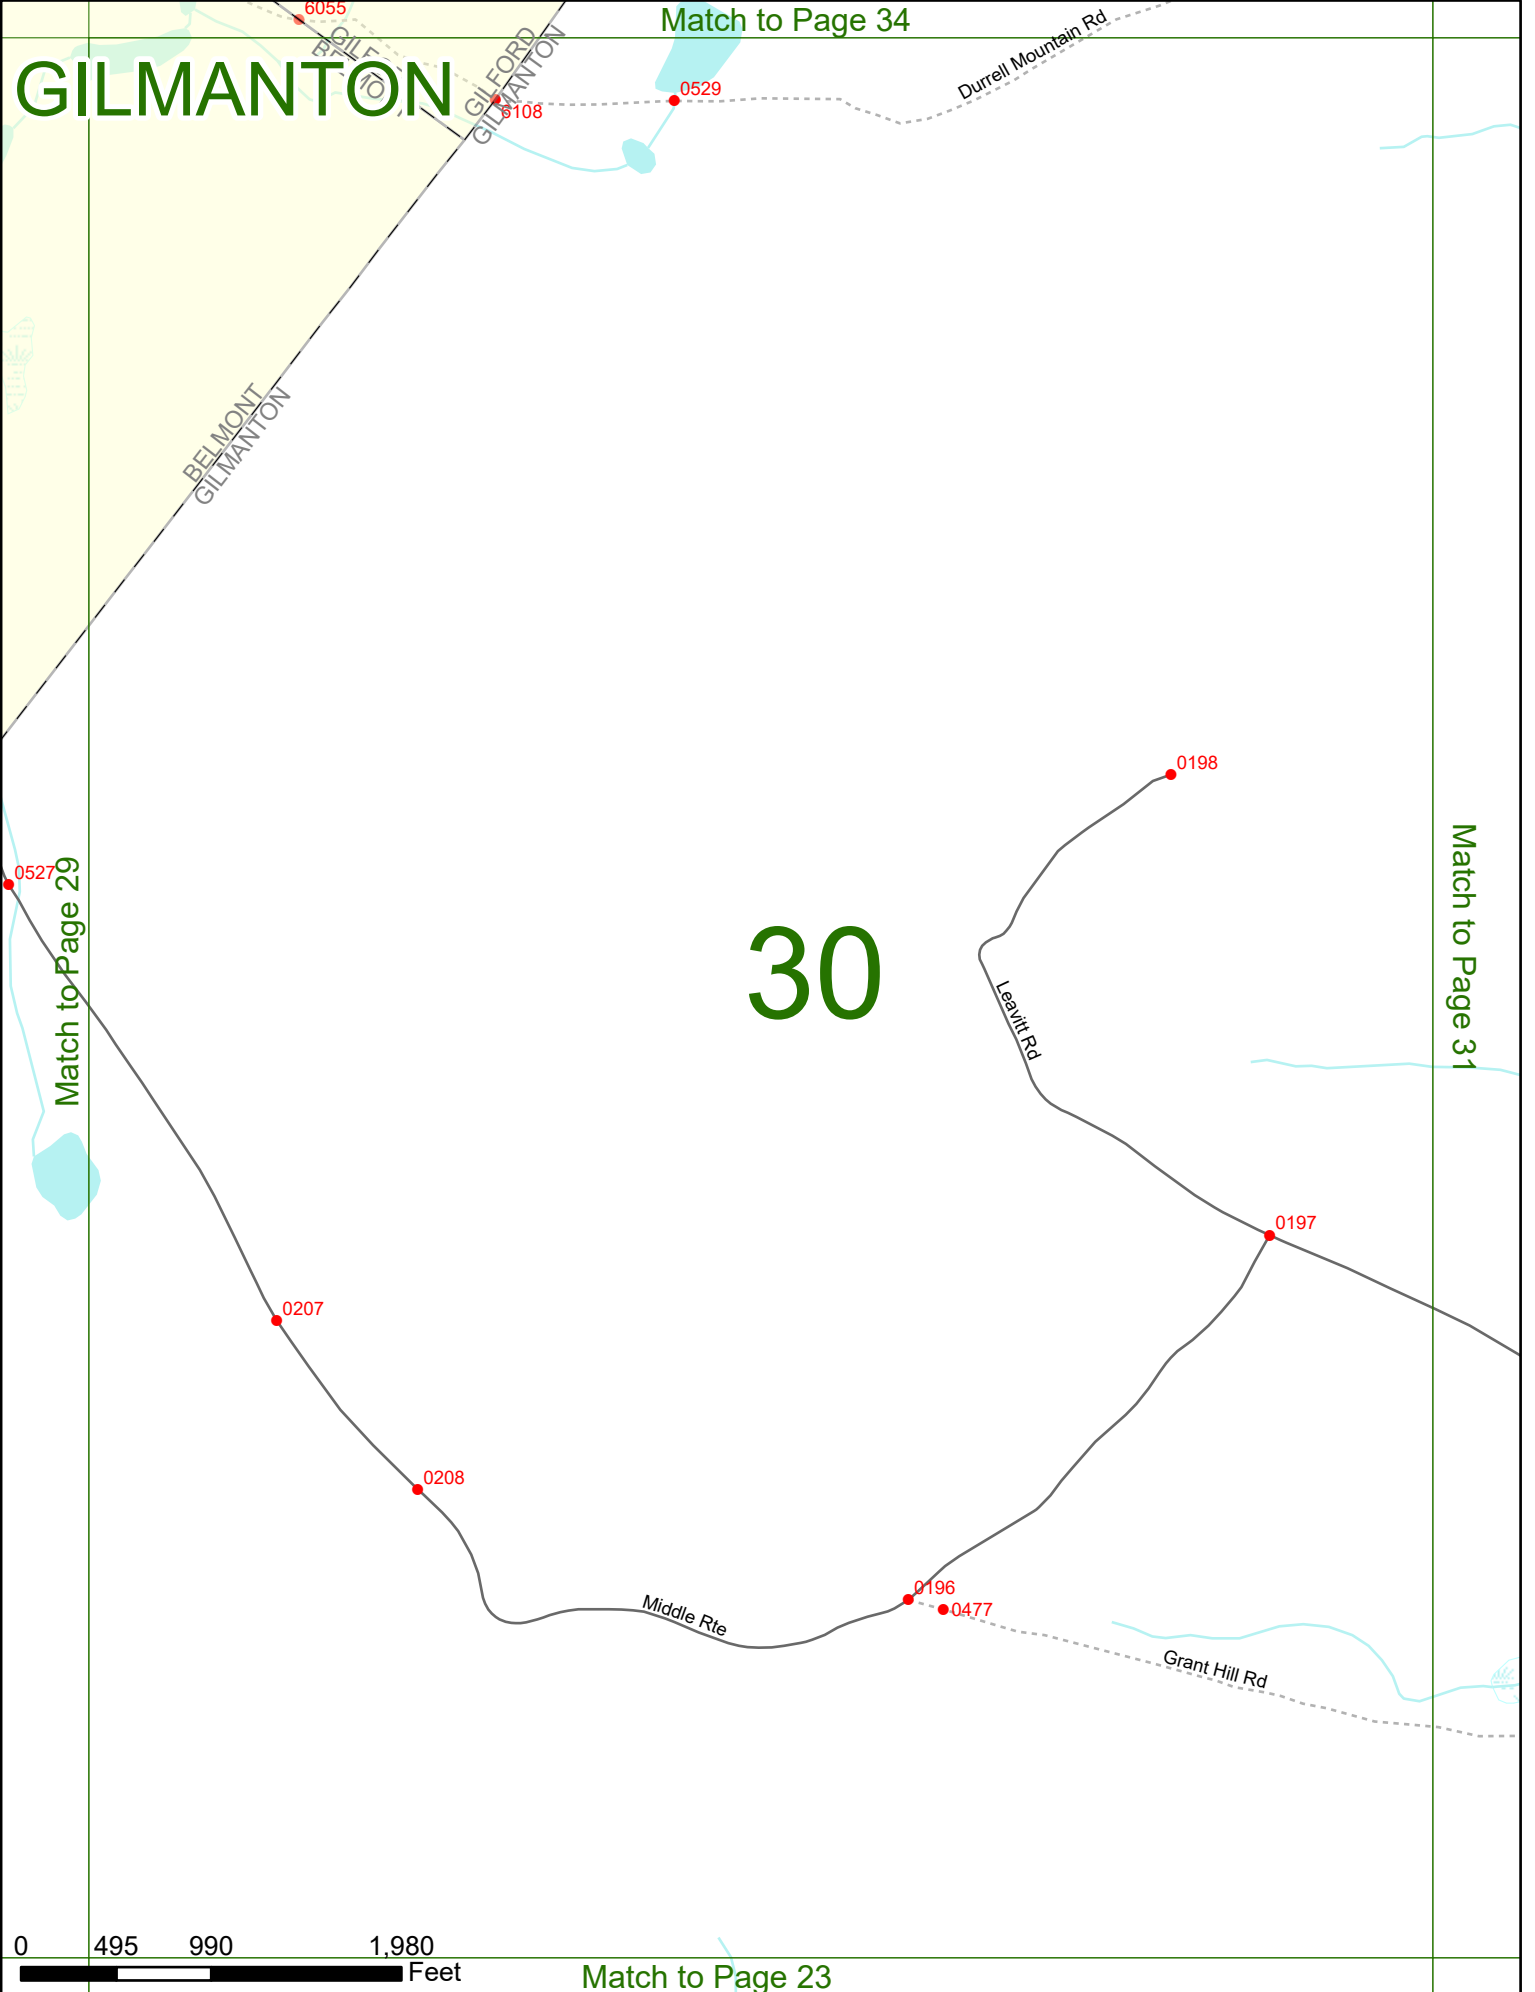 6055
Match to Page 34
Durrell Mountain Rd
GILMANTON
GILFORD
GILMANTON
0529
6108
BELMONT
GILMANTON
0198
0527
Match to Page 29
30
Match to Page 31
Leavitt Rd
0197
0207
0208
0196
0477
Middle Rte
Grant Hill Rd
0 495 990 1,980
Feet
Match to Page 23